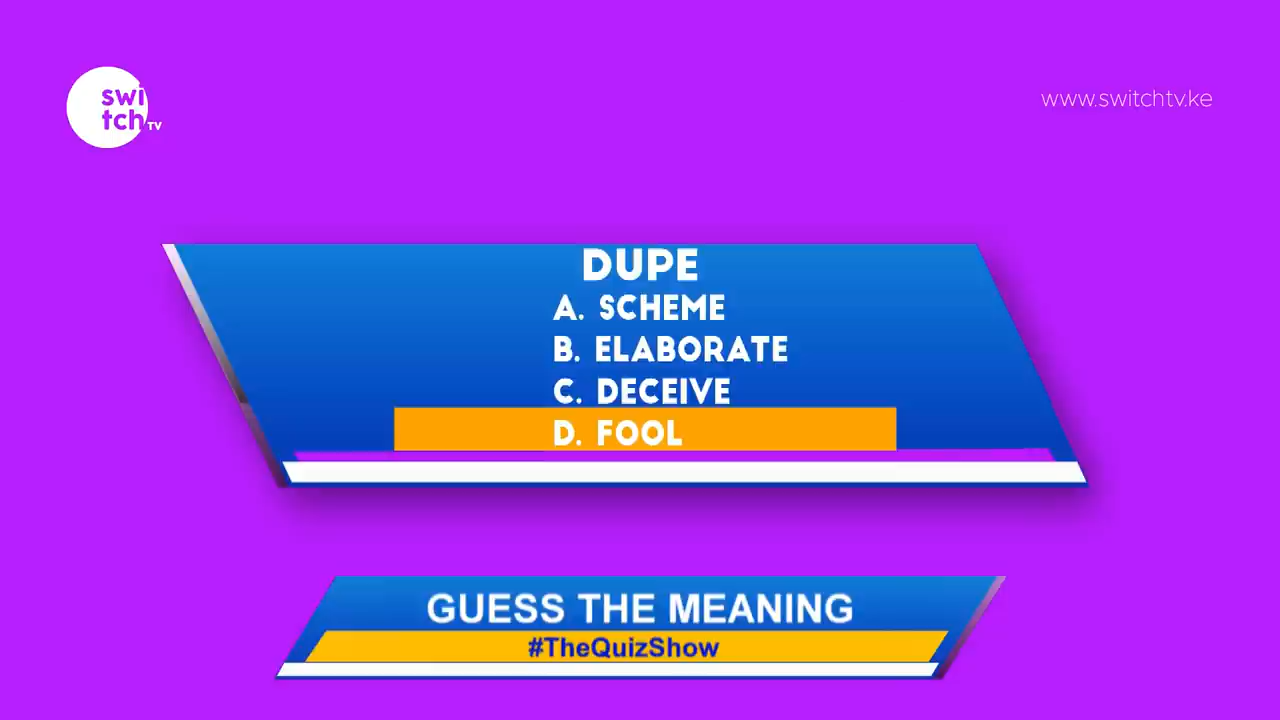 swi
tch TV
www.switchtv.ke
DUPE
A. SCHEME
B. ELABORATE
C. DECEIVE
D. FOOL
GUESS THE MEANING
#TheQuizShow